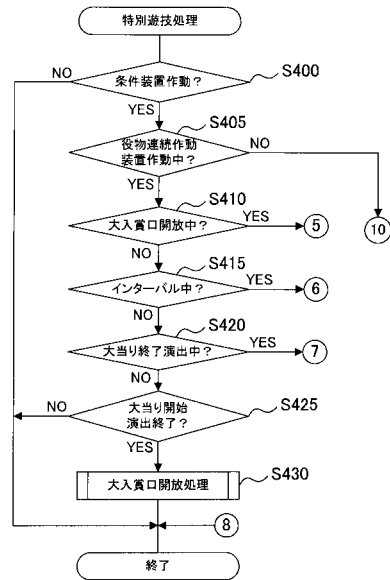 特別遊技処理
NO
S400
条件装置作動？
YES
S405
役物連続作動
装置作動中？
NO
YES
S410
大入賞口開放中？
YES
5
10
NO
S415
インターバル中？
YES
6
NO
S420
大当り終了演出中？
YES
7
NO
S425
NO
大当り開始
演出終了？
YES
S430
大入賞口開放処理
8
終了